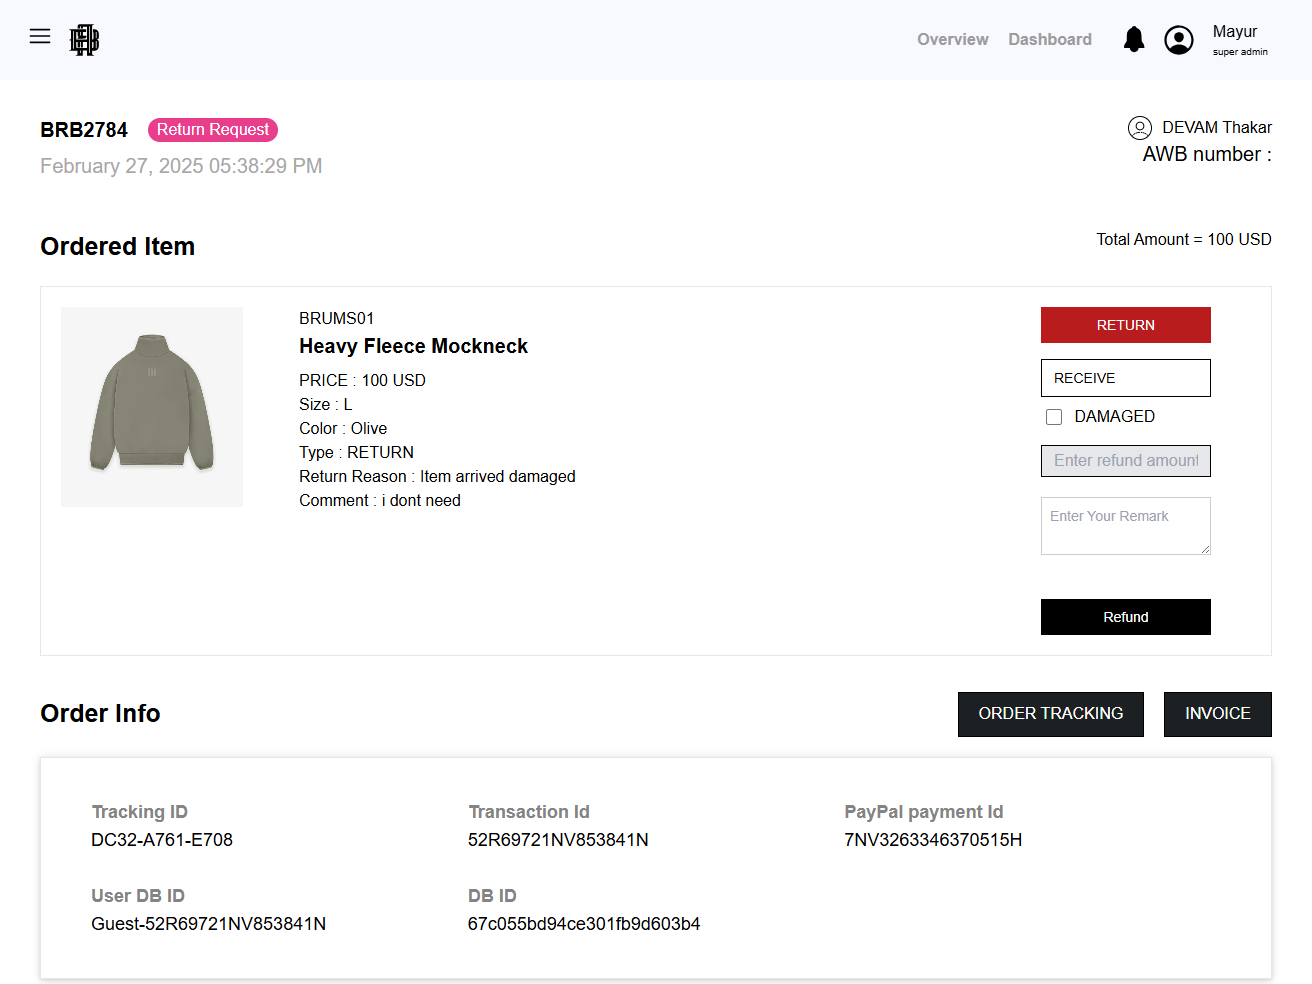 Overview Dashboard Mayur
super admin
BRB2784 Return Request
DEVAM Thakar
AWB number :
February 27, 2025 05:38:29 PM
Ordered Item
Total Amount = 100 USD
BRUMS01
Heavy Fleece Mockneck
PRICE : 100 USD
Size : L
Color : Olive
Type : RETURN
Return Reason : Item arrived damaged
Comment : i dont need
RETURN
RECEIVE
DAMAGED
Enter refund amount
Enter Your Remark
Refund
Order Info
ORDER TRACKING INVOICE
Tracking ID Transaction Id PayPal payment Id
DC32-A761-E708 52R69721NV853841N 7NV3263346370515H
User DB ID DB ID
Guest-52R69721NV853841N 67c055bd94ce301fb9d603b4